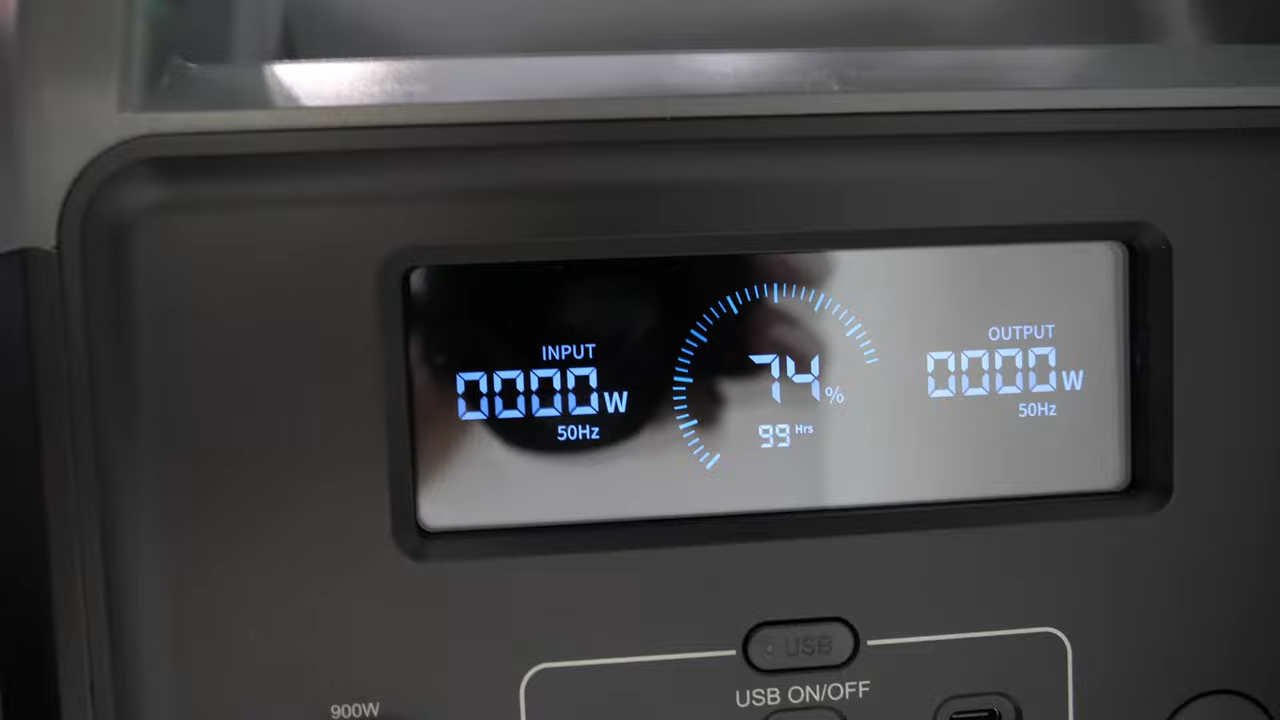 INPUT
0000W
50Hz
74%
99 Hrs
OUTPUT
0000W
50Hz
USB
USB ON/OFF
900W